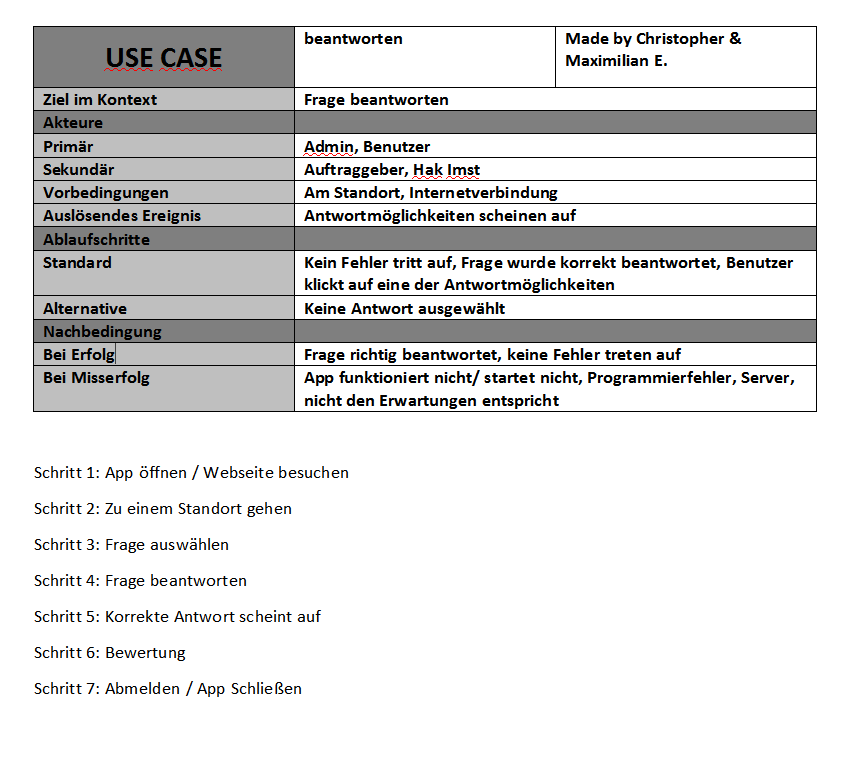 USE CASE
beantworten
Made by Christopher &
Maximilian E.
Ziel im Kontext
Frage beantworten
Akteure
Primär
Admin, Benutzer
Sekundär
Auftraggeber, Hak Imst
Vorbedingungen
Am Standort, Internetverbindung
Auslösendes Ereignis
Antwortmöglichkeiten scheinen auf
Ablaufschritte
Standard
Kein Fehler tritt auf, Frage wurde korrekt beantwortet, Benutzer
klickt auf eine der Antwortmöglichkeiten
Alternative
Keine Antwort ausgewählt
Nachbedingung
Bei Erfolg
Frage richtig beantwortet, keine Fehler treten auf
Bei Misserfolg
App funktioniert nicht/ startet nicht, Programmierfehler, Server,
nicht den Erwartungen entspricht
Schritt 1: App öffnen / Webseite besuchen
Schritt 2: Zu einem Standort gehen
Schritt 3: Frage auswählen
Schritt 4: Frage beantworten
Schritt 5: Korrekte Antwort scheint auf
Schritt 6: Bewertung
Schritt 7: Abmelden / App Schließen